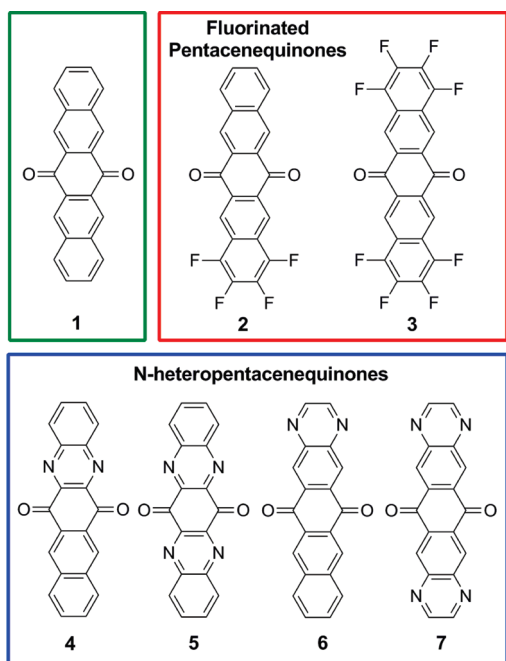 Fluorinated
Pentacenequinones
O O
1
O O
F F
F F
2
F F
F F
O O
F F
F F
3
N-heteropentacenequinones
N N
O O
4
N N
O O
N N
5
N N
O O
6
N N
O O
N N
7